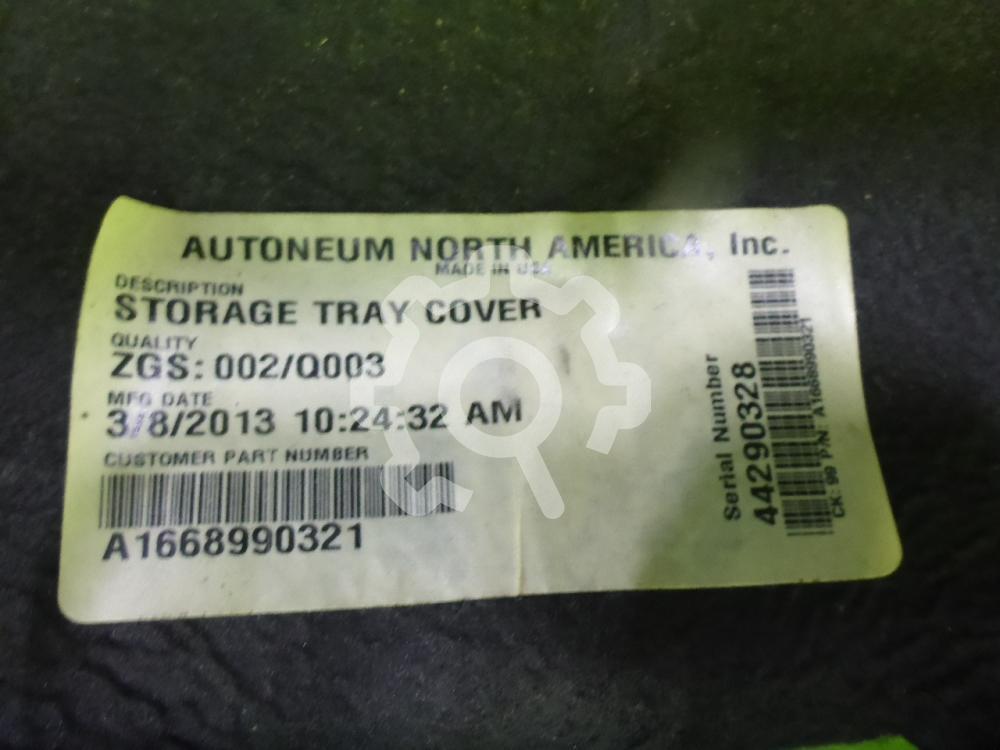 AUTONEUM NORTH AMERICA, Inc.
MADE IN USA
DESCRIPTION
STORAGE TRAY COVER
QUALITY
ZGS: 002/Q003
MFG DATE
3/8/2013 10:24:32 AM
CUSTOMER PART NUMBER
A1668990321
Serial Number
44290328
CK: 99 P/N: A1668990321